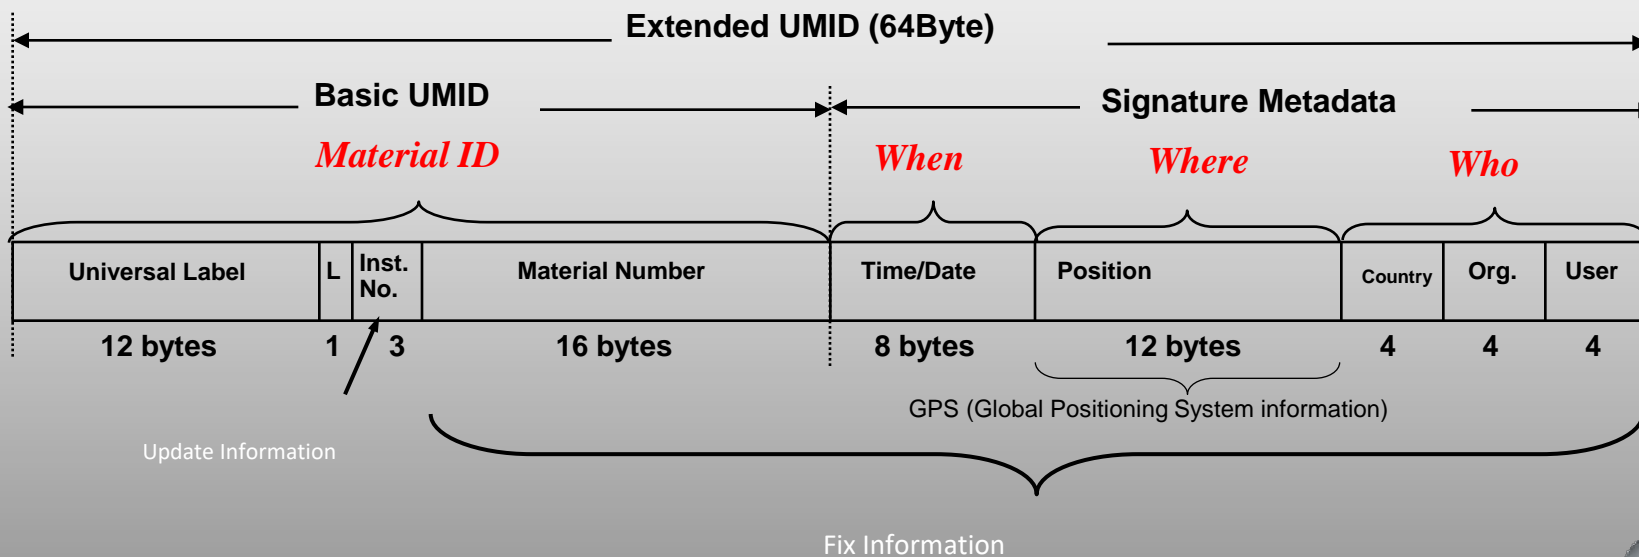 Extended UMID (64Byte)
Basic UMID
Signature Metadata
Material ID
When
Where
Who
Universal Label
L
Inst.
No.
Material Number
Time/Date
Position
Country
Org.
User
12 bytes
1
3
16 bytes
8 bytes
12 bytes
4
4
4
GPS (Global Positioning System information)
Update Information
Fix Information